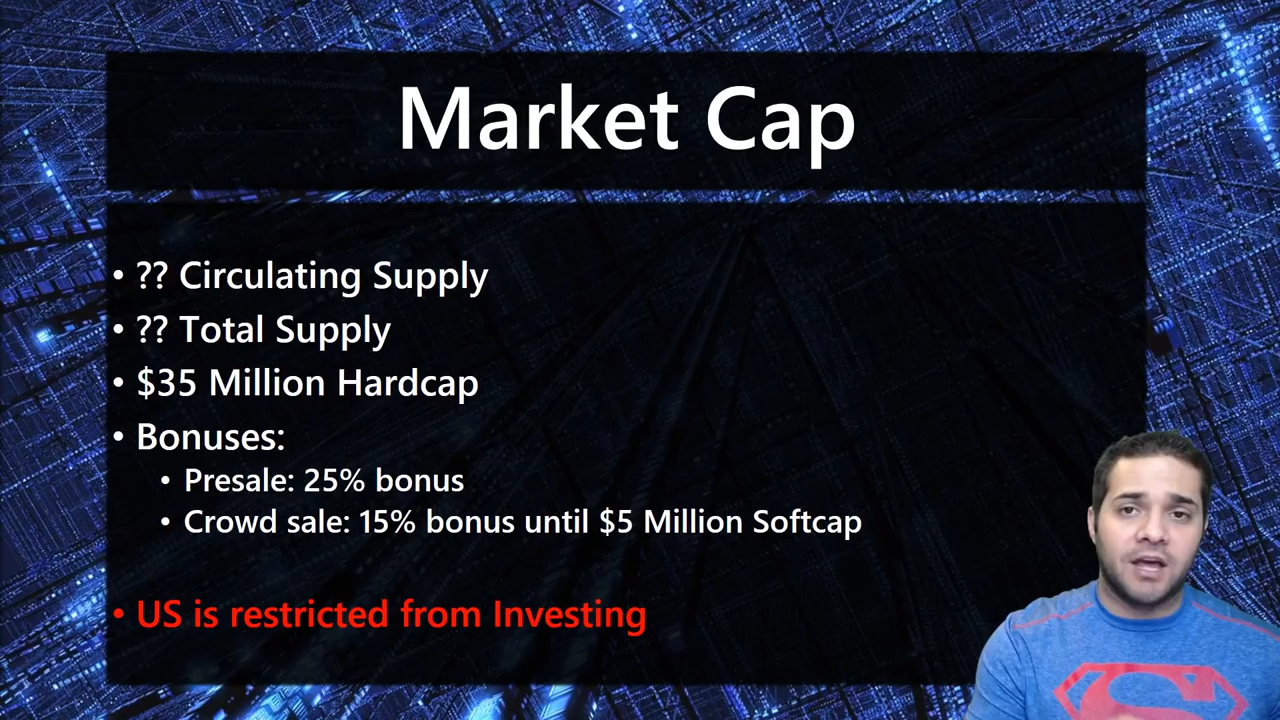 Market Cap
• ?? Circulating Supply
• ?? Total Supply
• $35 Million Hardcap
• Bonuses:
• Presale: 25% bonus
• Crowd sale: 15% bonus until $5 Million Softcap
• US is restricted from Investing